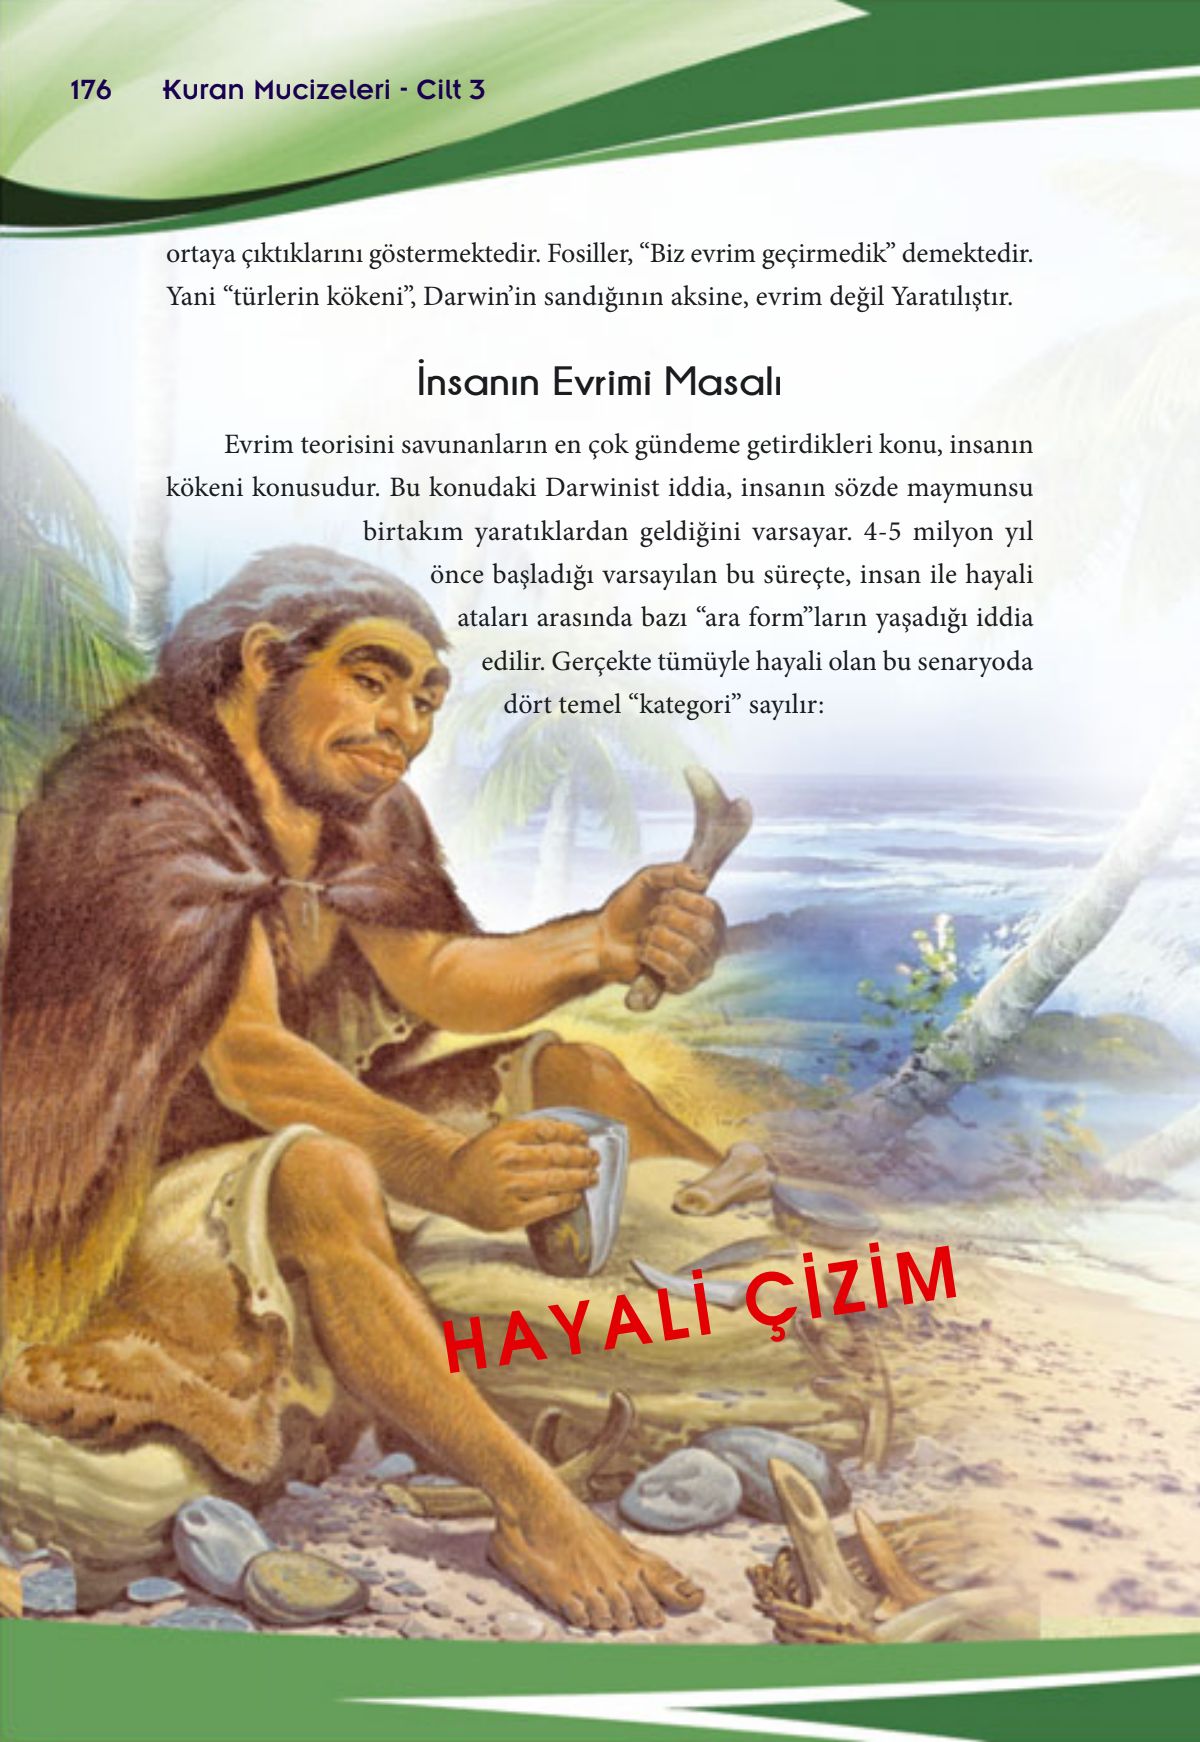 176 Kuran Mucizeleri - Cilt 3
ortaya çıktıklarını göstermektedir. Fosiller, “Biz evrim geçirmedik” demektedir.
Yani “türlerin kökeni”, Darwin’in sandığının aksine, evrim değil Yaratılıştır.
İnsanın Evrimi Masalı
Evrim teorisini savunanların en çok gündeme getirdikleri konu, insanın
kökeni konusudur. Bu konudaki Darwinist iddia, insanın sözde maymunsu
birtakım yaratıklardan geldiğini varsayar. 4-5 milyon yıl
önce başladığı varsayılan bu süreçte, insan ile hayali
ataları arasında bazı “ara form”ların yaşadığı iddia
edilir. Gerçekte tümüyle hayali olan bu senaryoda
dört temel “kategori” sayılır:
HAYALİ ÇİZİM